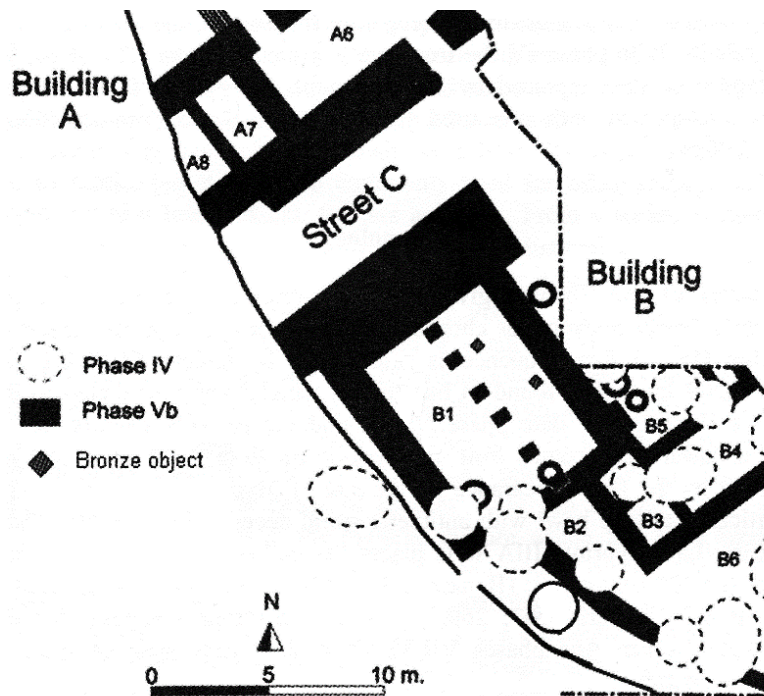 A6
Building
A
A7
A8
Street C
Building
B
Phase IV
Phase Vb
Bronze object
B1
B5
B4
B3
B2
B6
N
0 5 10 m.